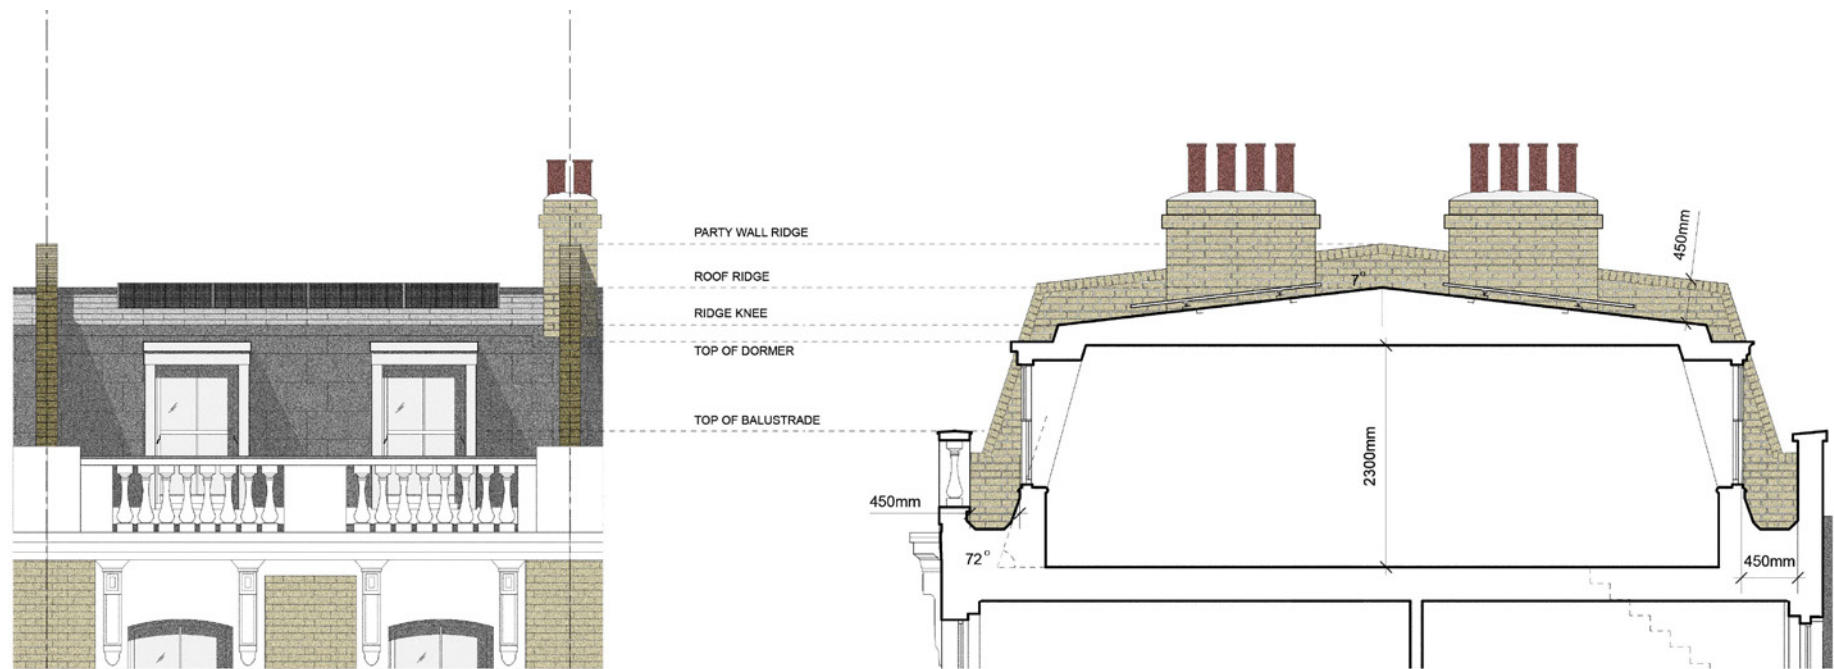 PARTY WALL RIDGE
ROOF RIDGE
RIDGE KNEE
TOP OF DORMER
TOP OF BALUSTRADE
450mm
7°
2300mm
450mm
72°
450mm